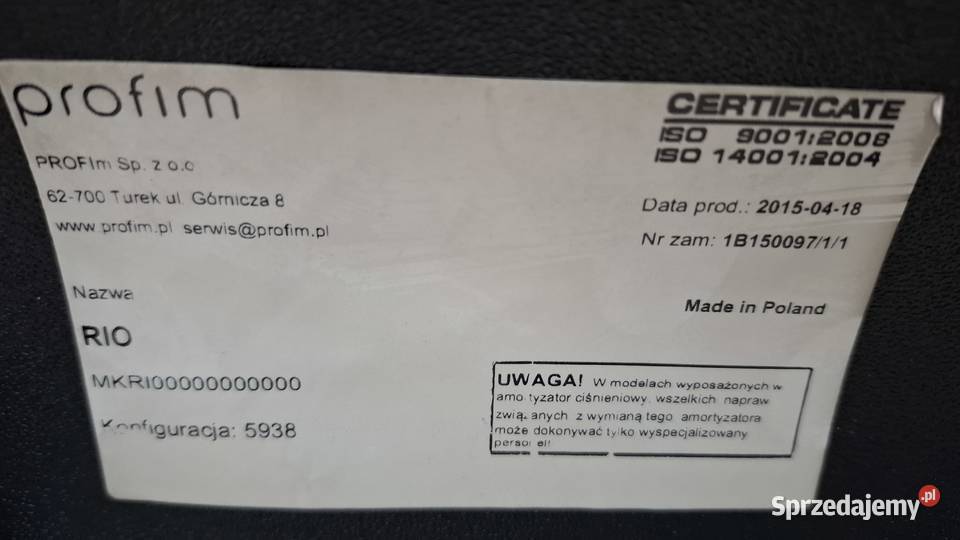 profim
PROFIm Sp. z o.o
62-700 Turek ul. Górnicza 8
www.profim.pl serwis@profim.pl
Nazwa
RIO
MKRI00000000000
Konfiguracja: 5938
CERTIFICATE
ISO 9001:2008
ISO 14001:2004
Data prod.: 2015-04-18
Nr zam: 1B150097/1/1
Made in Poland
UWAGA! W modelach wyposażonych w
amortyzator ciśnieniowy, wszelkich napraw
związanych z wymianą tego amortyzatora
może dokonywać tylko wyspecjalizowany
personel!
Sprzedajemy.pl